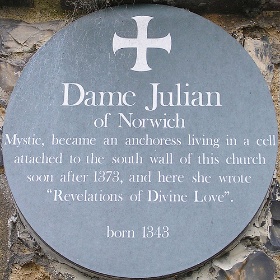 Dame Julian
of Norwich
Mystic, became an anchoress living in a cell
attached to the south wall of this church
soon after 1373, and here she wrote
“Revelations of Divine Love”.
born 1343